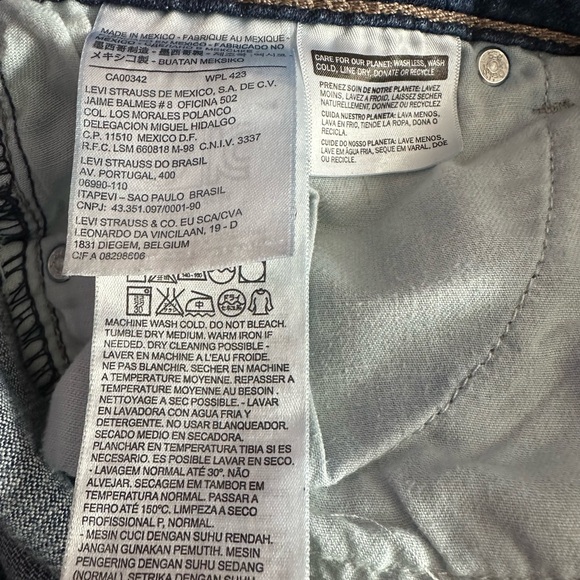 MADE IN MEXICO - FABRIQUE AU MEXIQUE -
MÉXICO - FABRICADO NO
墨西哥制造 -
メキシコ製 - BUATAN MEKSIKO
CA00342 WPL 423
LEVI STRAUSS DE MEXICO, S.A. DE C.V.
JAIME BALMES # 8 OFICINA 502
COL. LOS MORALES POLANCO
DELEGACION MIGUEL HIDALGO
C.P. 11510 MEXICO D.F.
R.F.C. LSM 660818 M-98 C.N.I.V. 3337
LEVI STRAUSS DO BRASIL
AV. PORTUGAL, 400
06990-110
ITAPEVI – SAO PAULO BRASIL
CNPJ: 43.351.097/0001-90
LEVI STRAUSS & CO. EU SCA/CVA
LEONARDO DA VINCILAAN, 19 - D
1831 DIEGEM, BELGIUM
CIF A 08298606
MACHINE WASH COLD. DO NOT BLEACH.
TUMBLE DRY MEDIUM. WARM IRON IF
NEEDED. DRY CLEANING POSSIBLE -
LAVER EN MACHINE A L'EAU FROIDE.
NE PAS BLANCHIR. SECHER EN MACHINE
A TEMPERATURE MOYENNE. REPASSER A
TEMPERATURE MOYENNE AU BESOIN.
NETTOYAGE A SEC POSSIBLE. - LAVAR
EN LAVADORA CON AGUA FRIA Y
DETERGENTE. NO USAR BLANQUEADOR.
SECADO MEDIO EN SECADORA.
PLANCHAR EN TEMPERATURA TIBIA SI ES
NECESARIO. ES POSIBLE LAVAR EN SECO.
- LAVAGEM NORMAL ATÉ 30º. NÃO
ALVEJAR. SECAGEM EM TAMBOR EM
TEMPERATURA NORMAL. PASSAR A
FERRO ATÉ 150ºC. LIMPEZA A SECO
PROFISSIONAL P, NORMAL.
- MESIN CUCI DENGAN SUHU RENDAH.
JANGAN GUNAKAN PEMUTIH. MESIN
PENGERING DENGAN SUHU SEDANG
(NORMAL). SETRIKA DENGAN SUHU
CARE FOR OUR PLANET: WASH LESS, WASH
COLD, LINE DRY, DONATE OR RECYCLE
PRENEZ SOIN DE NOTRE PLANETE: LAVEZ
MOINS, LAVEZ A FROID, LAISSEZ SECHER
NATURELLEMENT, DONNEZ OU RECYCLEZ
CUIDA NUESTRO PLANETA: LAVA MENOS,
LAVA EN FRIO, TIENDE LA ROPA, DONA O
RECICLA.
CUIDE DO NOSSO PLANETA: LAVE MENOS,
LAVE EM ÁGUA FRIA, SEQUE EM VARAL, DOE
OU RECICLE.